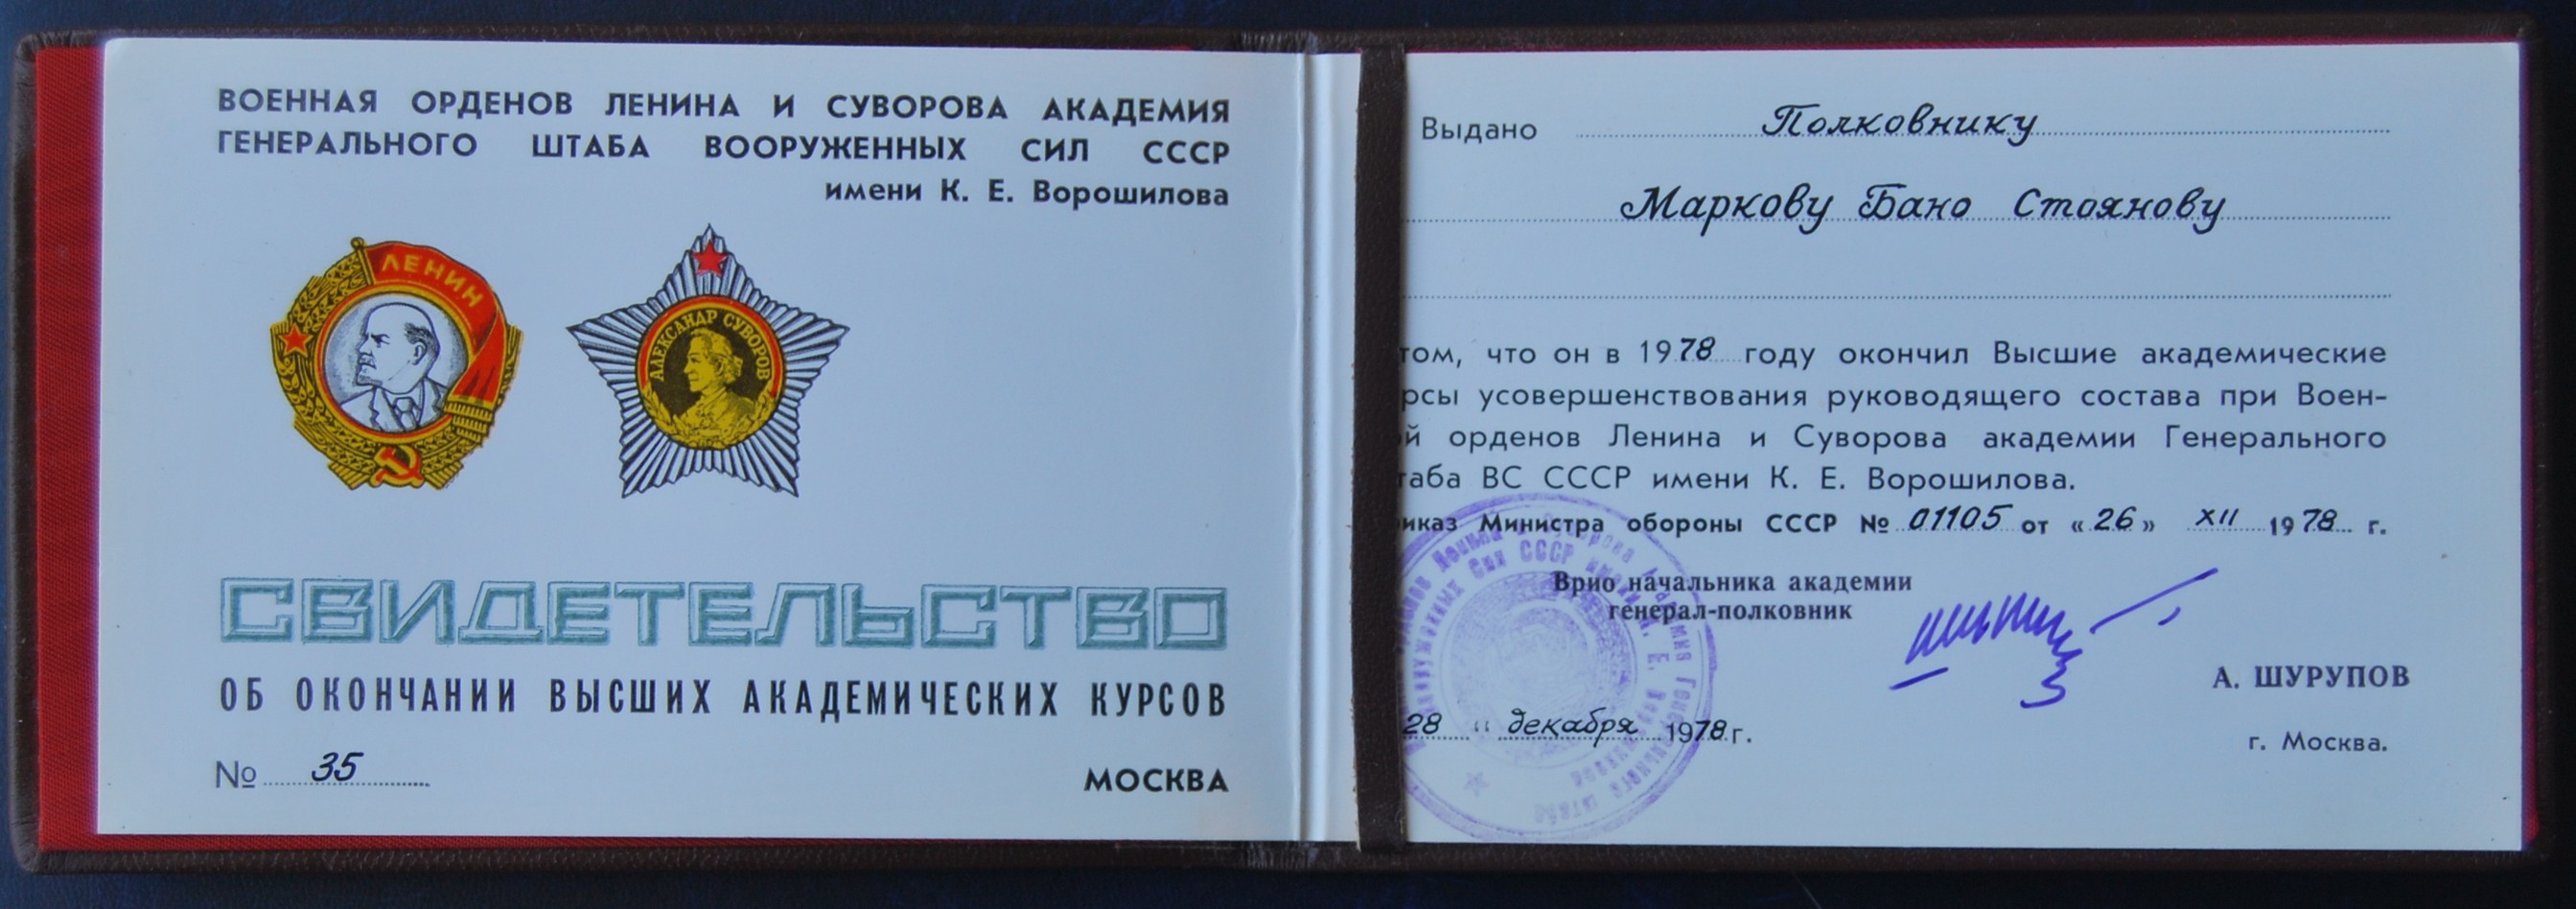 ВОЕННАЯ ОРДЕНОВ ЛЕНИНА И СУВОРОВА АКАДЕМИЯ
ГЕНЕРАЛЬНОГО ШТАБА ВООРУЖЕННЫХ СИЛ СССР
имени К. Е. Ворошилова
ЛЕНИН
АЛЕКСАНДР СУВОРОВ
СВИДЕТЕЛЬСТВО
ОБ ОКОНЧАНИИ ВЫСШИХ АКАДЕМИЧЕСКИХ КУРСОВ
№ 35
МОСКВА
Выдано Полковнику
Маркову Бано Стоянову
том, что он в 1978 году окончил Высшие академические
рсы усовершенствования руководящего состава при Воен-
й орденов Ленина и Суворова академии Генерального
таба ВС СССР имени К. Е. Ворошилова.
иказ Министра обороны СССР № 01105 от «26» XII 1978 г.
Врио начальника академии
генерал-полковник
А. ШУРУПОВ
28 " декабря 1978 г.
г. Москва.